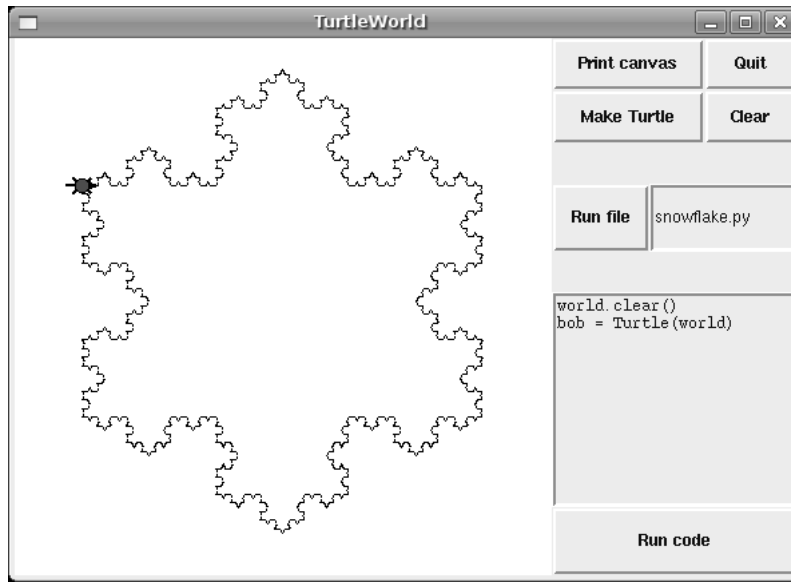 TurtleWorld
Print canvas
Quit
Make Turtle
Clear
Run file
snowflake.py
world.clear()
bob = Turtle(world)
Run code